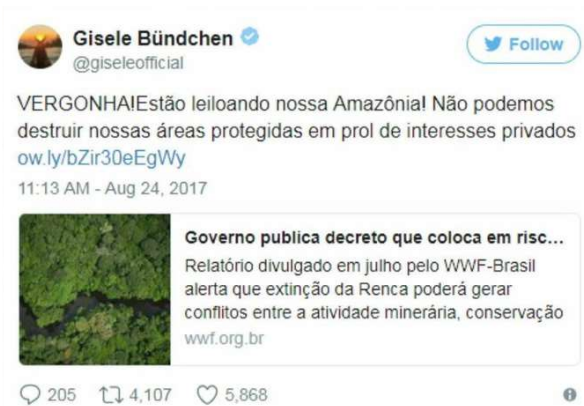 Gisele Bündchen
Follow
@giseleofficial
VERGONHA!Estão leiloando nossa Amazônia! Não podemos
destruir nossas áreas protegidas em prol de interesses privados
ow.ly/bZir30eEgWy
11:13 AM - Aug 24, 2017
Governo publica decreto que coloca em risc...
Relatório divulgado em julho pelo WWF-Brasil
alerta que extinção da Renca poderá gerar
conflitos entre a atividade minerária, conservação
wwf.org.br
205 4,107 5,868